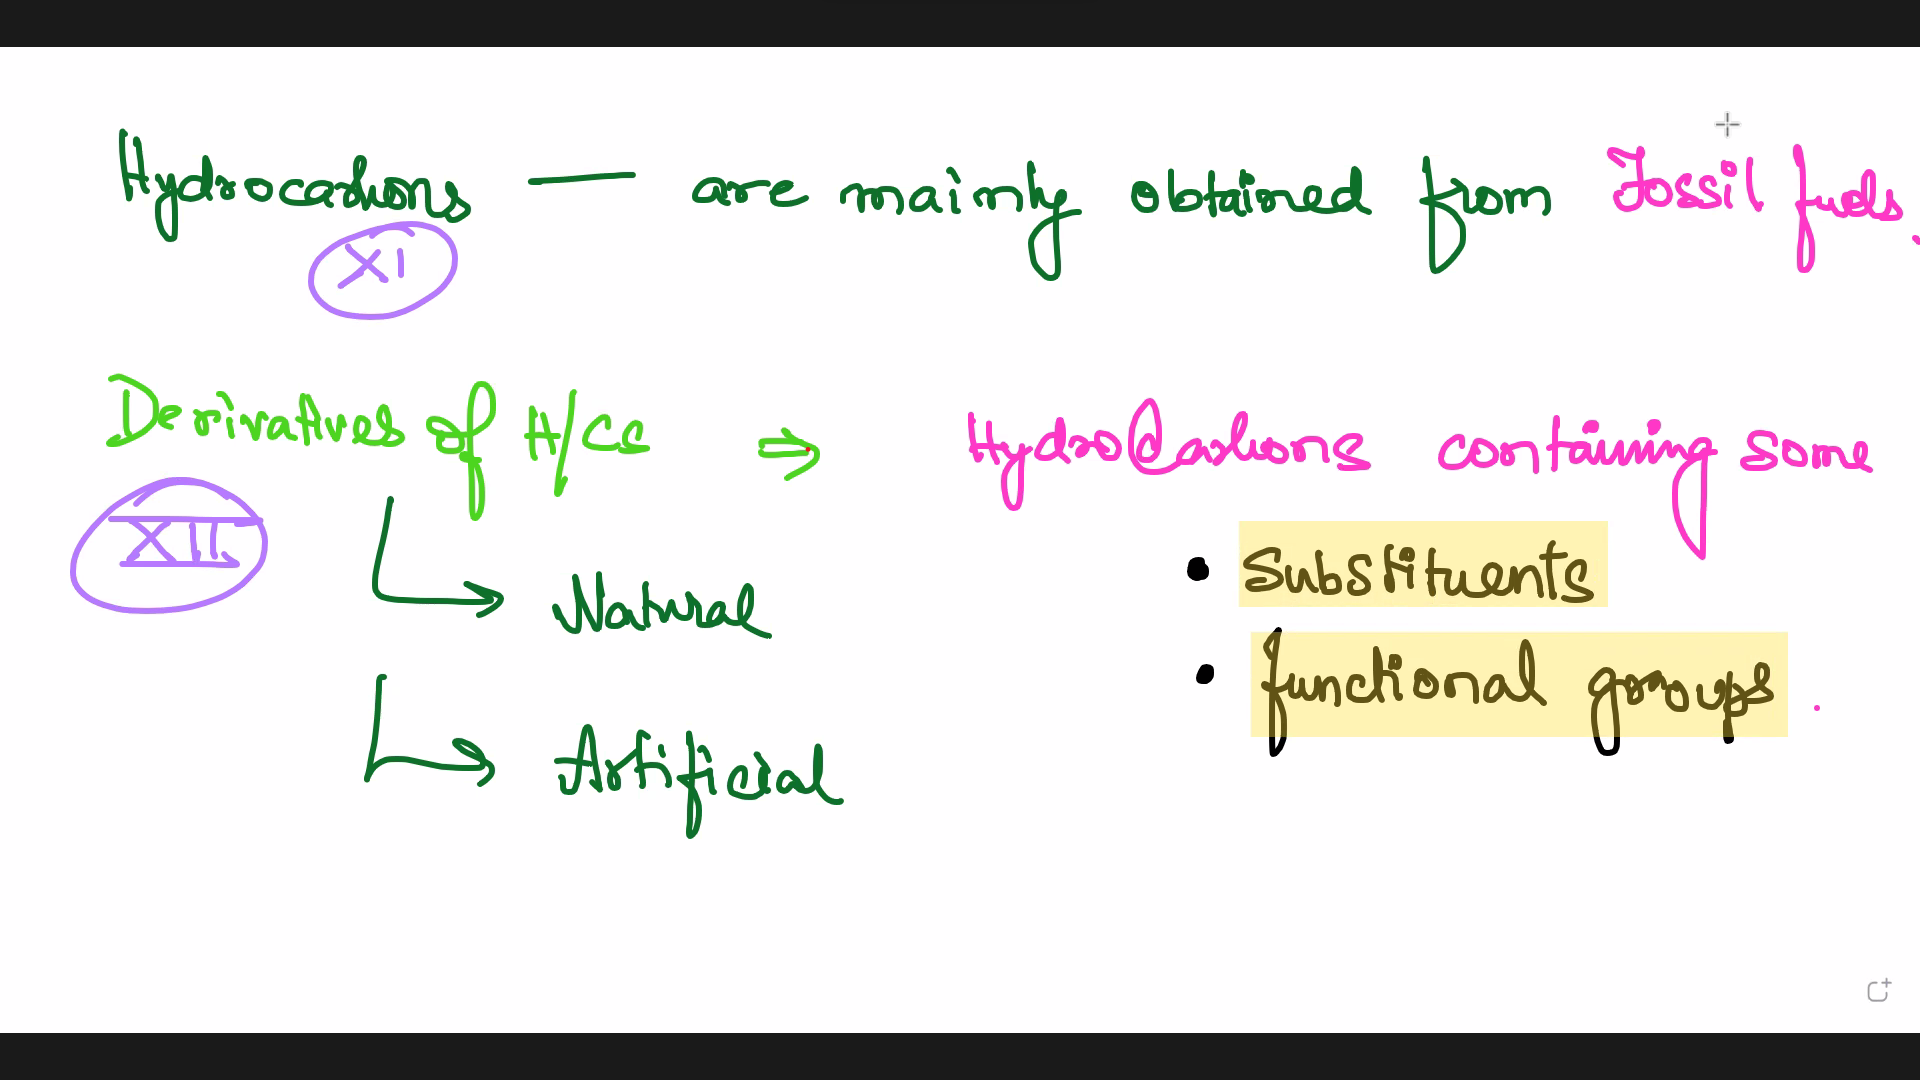 Hydrocarbons — are mainly obtained from Fossil fuels.
XI
Derivatives of H/Cs ⇒ HydroCarbons containing some
XII
• Substituents
Natural
• functional groups.
Artificial